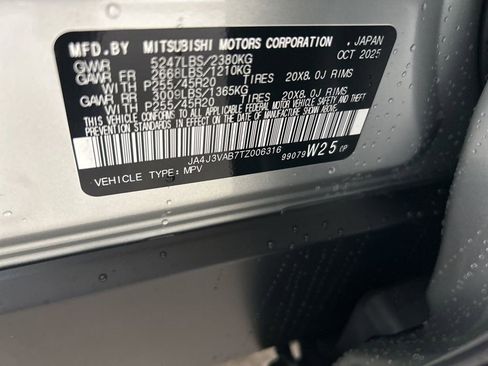 MFD.BY MITSUBISHI MOTORS CORPORATION , JAPAN
GVWR 5247LBS/2380KG OCT 2025
GAWR FR 2668LBS/1210KG
WITH P255/45R20 TIRES 20X8.0J RIMS
GAWR RR 3009LBS/1365KG
WITH P255/45R20 TIRES 20X8.0J RIMS
THIS VEHICLE CONFORMS TO ALL APPLICABLE FEDERAL MOTOR VEHICLE SAFETY AND THEFT
PREVENTION STANDARDS IN EFFECT ON THE DATE OF MANUFACTURE SHOWN ABOVE.
JA4J3VAB7TZ006316
99079 W25
VEHICLE TYPE:MPV